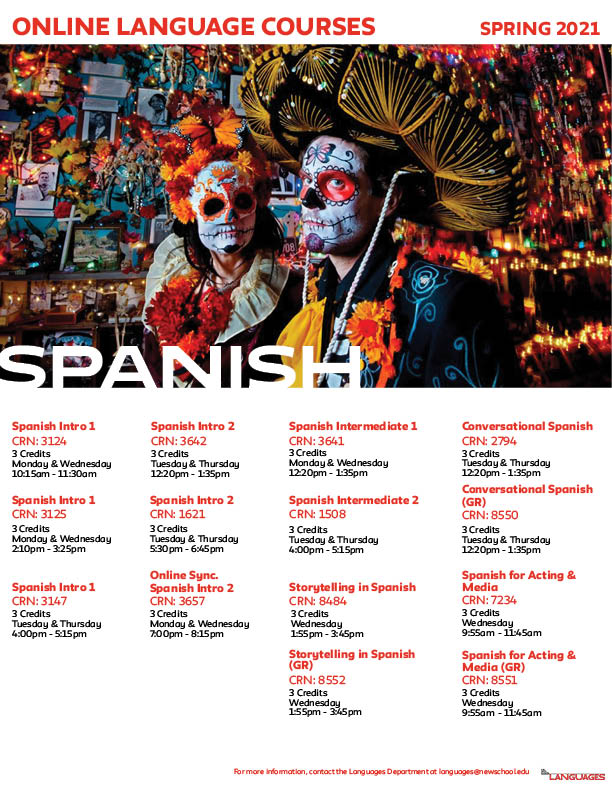 ONLINE LANGUAGE COURSES
SPRING 2021
SPANISH
Spanish Intro 1
CRN: 3124
3 Credits
Monday & Wednesday
10:15am - 11:30am
Spanish Intro 1
CRN: 3125
3 Credits
Monday & Wednesday
2:10pm - 3:25pm
Spanish Intro 1
CRN: 3147
3 Credits
Tuesday & Thursday
4:00pm - 5:15pm
Spanish Intro 2
CRN: 3642
3 Credits
Tuesday & Thursday
12:20pm - 1:35pm
Spanish Intro 2
CRN: 1621
3 Credits
Tuesday & Thursday
5:30pm - 6:45pm
Online Sync.
Spanish Intro 2
CRN: 3657
3 Credits
Monday & Wednesday
7:00pm - 8:15pm
Spanish Intermediate 1
CRN: 3641
3 Credits
Monday & Wednesday
12:20pm - 1:35pm
Spanish Intermediate 2
CRN: 1508
3 Credits
Tuesday & Thursday
4:00pm - 5:15pm
Storytelling in Spanish
CRN: 8484
3 Credits
Wednesday
1:55pm - 3:45pm
Storytelling in Spanish
(GR)
CRN: 8552
3 Credits
Wednesday
1:55pm - 3:45pm
Conversational Spanish
CRN: 2794
3 Credits
Tuesday & Thursday
12:20pm - 1:35pm
Conversational Spanish
(GR)
CRN: 8550
3 Credits
Tuesday & Thursday
12:20pm - 1:35pm
Spanish for Acting &
Media
CRN: 7234
3 Credits
Wednesday
9:55am - 11:45am
Spanish for Acting &
Media (GR)
CRN: 8551
3 Credits
Wednesday
9:55am - 11:45am
For more information, contact the Languages Department at languages@newschool.edu
LANGUAGES